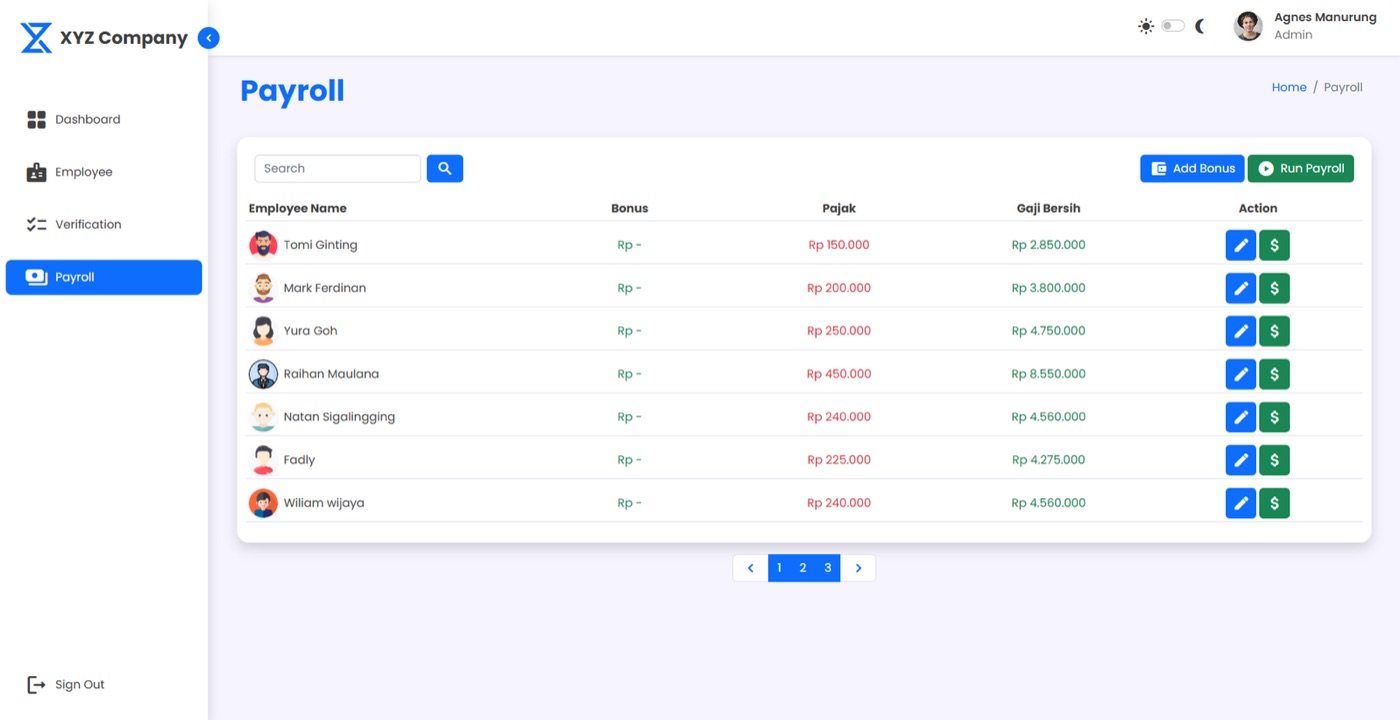 XYZ Company
Agnes Manurung
Admin
Dashboard
Employee
Verification
Payroll
Sign Out
Payroll
Home / Payroll
Search
Add Bonus
Run Payroll
Employee Name Bonus Pajak Gaji Bersih Action
Tomi Ginting Rp - Rp 150.000 Rp 2.850.000 $
Mark Ferdinan Rp - Rp 200.000 Rp 3.800.000 $
Yura Goh Rp - Rp 250.000 Rp 4.750.000 $
Raihan Maulana Rp - Rp 450.000 Rp 8.550.000 $
Natan Sigalingging Rp - Rp 240.000 Rp 4.560.000 $
Fadly Rp - Rp 225.000 Rp 4.275.000 $
Wiliam wijaya Rp - Rp 240.000 Rp 4.560.000 $
1 2 3